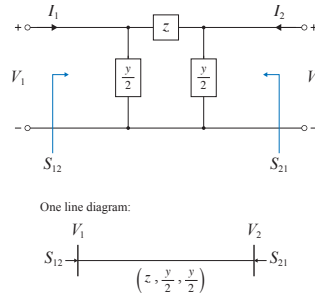 I₁ I₂
+ z +
V₁ y/2 y/2 V
− −
S₁₂ S₂₁
One line diagram:
V₁ V₂
S₁₂ S₂₁
(z , y/2 , y/2)